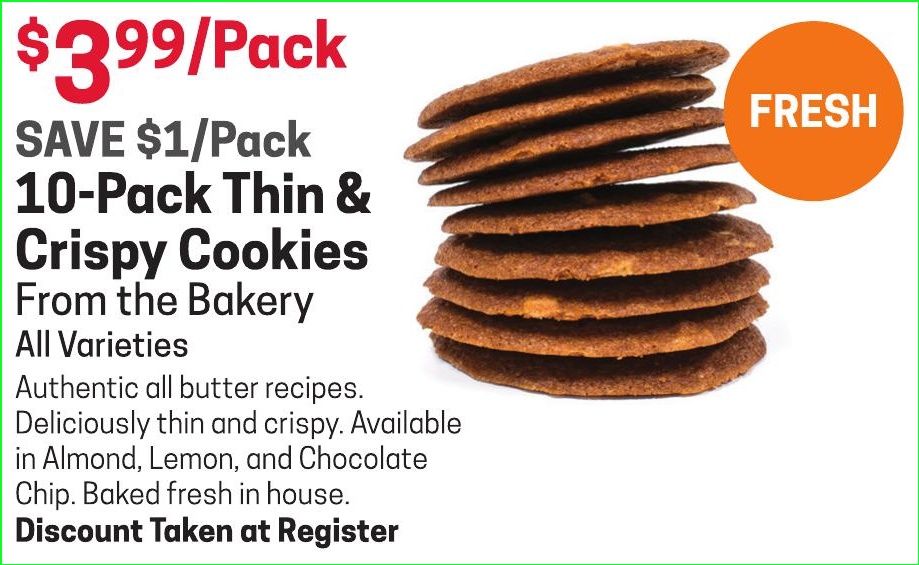 $3.99/Pack
SAVE $1/Pack
10-Pack Thin &
Crispy Cookies
From the Bakery
All Varieties
Authentic all butter recipes.
Deliciously thin and crispy. Available
in Almond, Lemon, and Chocolate
Chip. Baked fresh in house.
Discount Taken at Register
FRESH